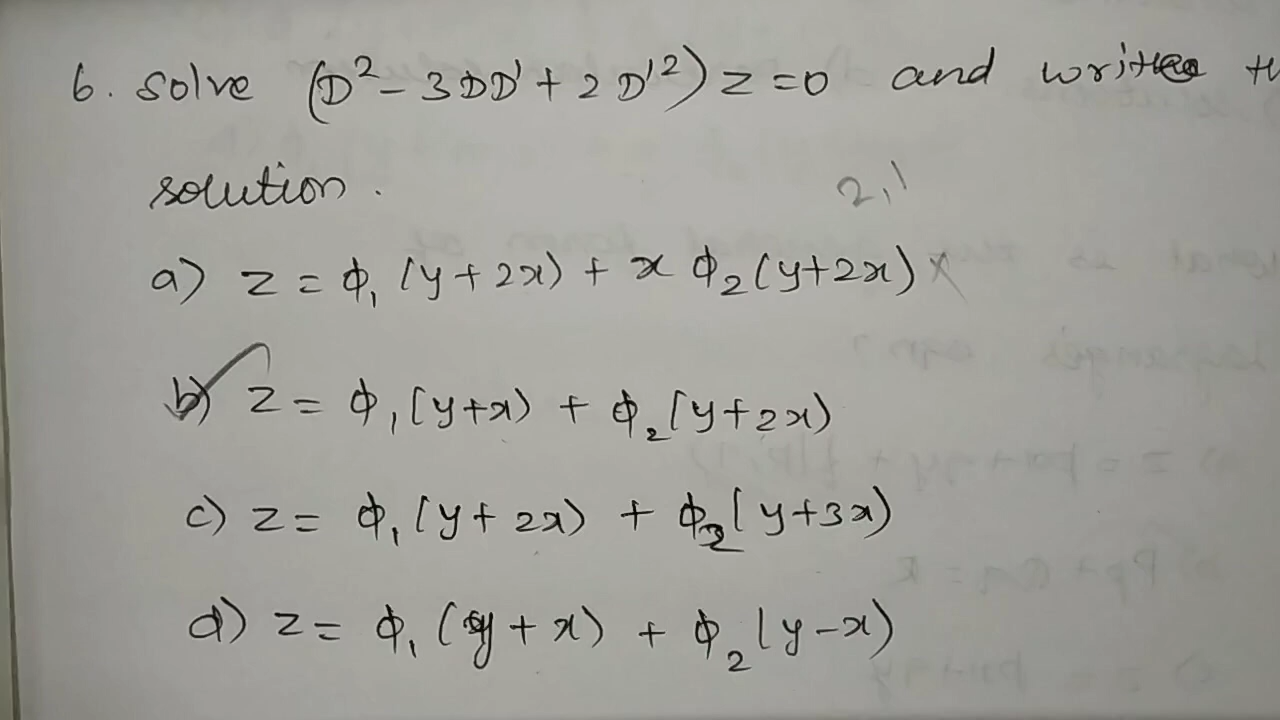 6. Solve (D² - 3DD' + 2D'²) z = 0 and write
solution.
2,1
a) z = ϕ₁ (y + 2x) + x ϕ₂ (y+2x) ×
b) z = ϕ₁ (y+x) + ϕ₂ (y+2x)
c) z = ϕ₁ (y + 2x) + ϕ₂ (y+3x)
d) z = ϕ₁ (y + x) + ϕ₂ (y-x)